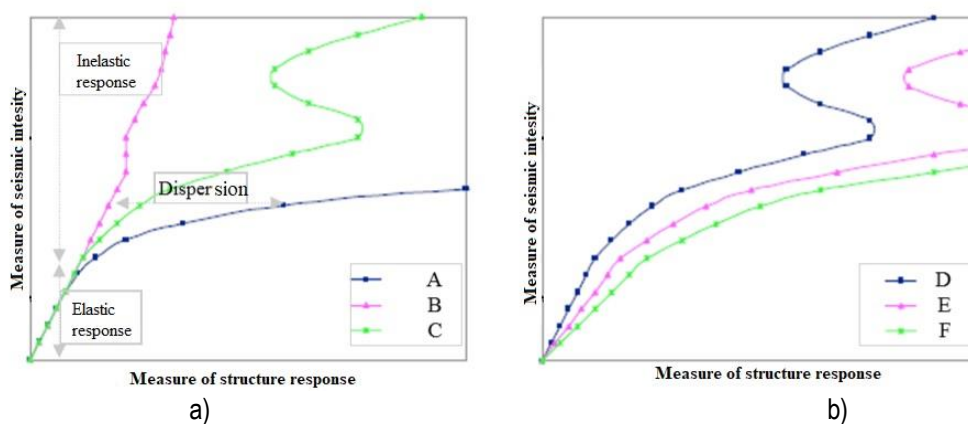 Measure of seismic intesity
Inelastic
response
Dispersion
Elastic
response
A
B
C
Measure of structure response
a)
Measure of seismic intesity
D
E
F
Measure of structure response
b)